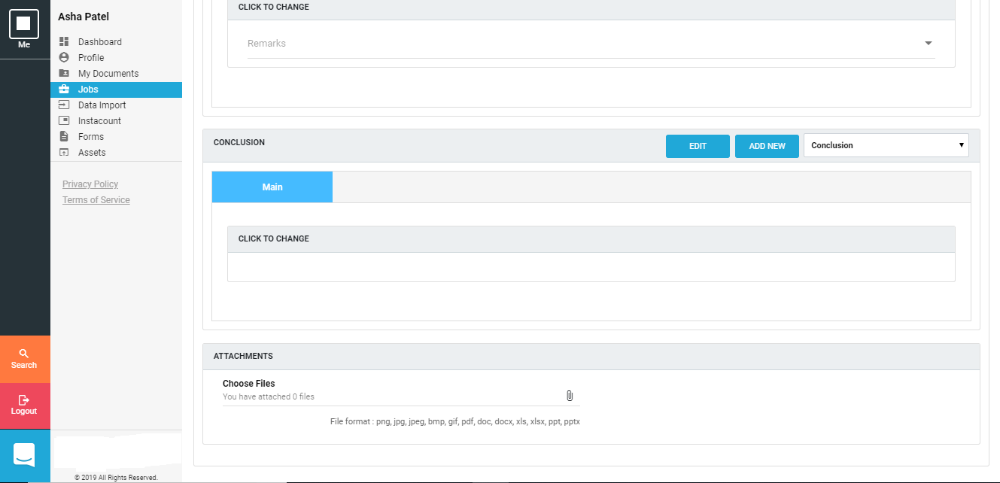 Me
Search
Logout
Asha Patel
Dashboard
Profile
My Documents
Jobs
Data Import
Instacount
Forms
Assets
Privacy Policy
Terms of Service
© 2019 All Rights Reserved.
CLICK TO CHANGE
Remarks
CONCLUSION
EDIT
ADD NEW
Conclusion
Main
CLICK TO CHANGE
ATTACHMENTS
Choose Files
You have attached 0 files
File format : png, jpg, jpeg, bmp, gif, pdf, doc, docx, xls, xlsx, ppt, pptx